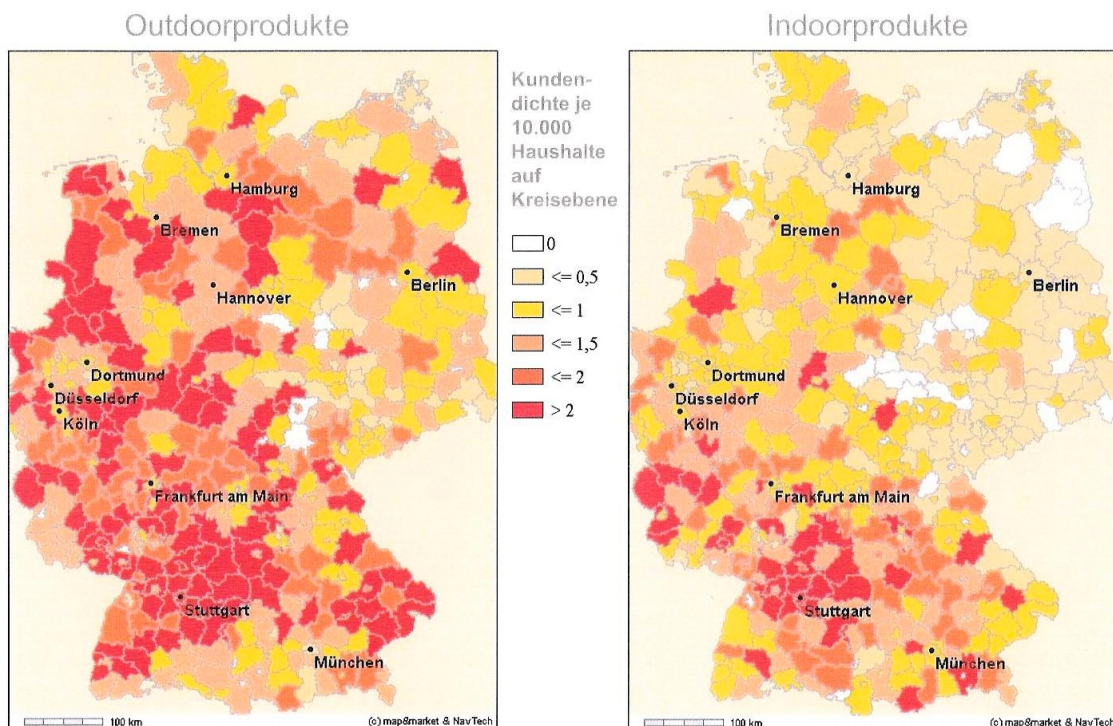 Outdoorprodukte
Indoorprodukte
Kunden-
dichte je
10.000
Haushalte
auf
Kreisebene
0
<= 0,5
<= 1
<= 1,5
<= 2
> 2
Hamburg
Bremen
Berlin
Hannover
Dortmund
Düsseldorf
Köln
Frankfurt am Main
Stuttgart
München
100 km
(c) map&market & NavTech
Hamburg
Bremen
Berlin
Hannover
Dortmund
Düsseldorf
Köln
Frankfurt am Main
Stuttgart
München
100 km
(c) map&market & NavTech